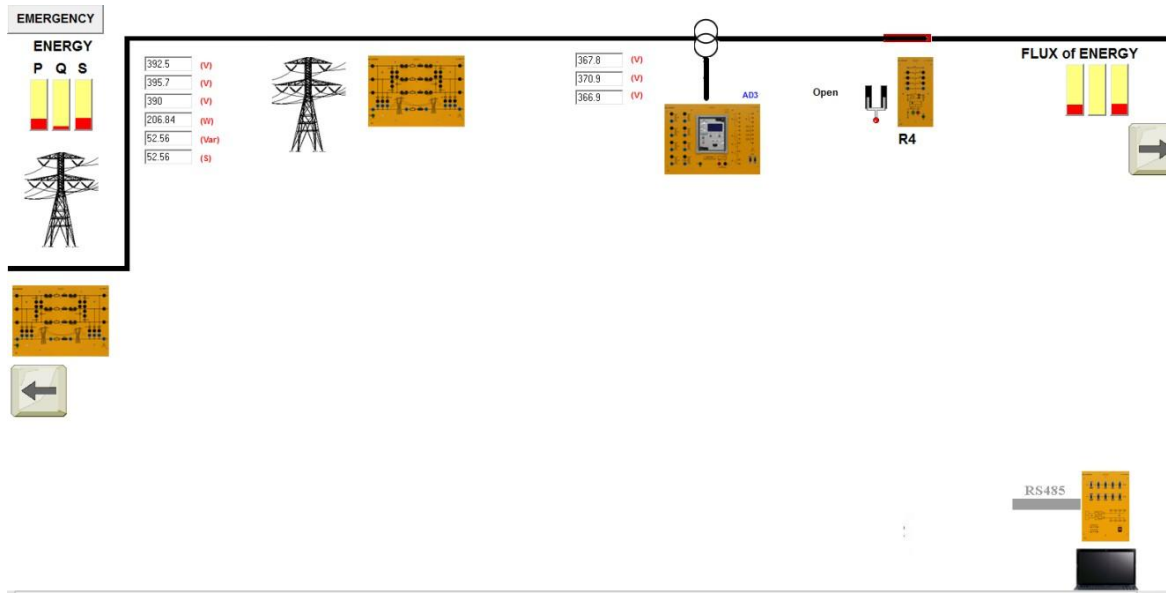 EMERGENCY
ENERGY
P Q S
392.5 (V)
395.7 (V)
390 (V)
206.84 (W)
52.56 (Var)
52.56 (S)
367.8 (V)
370.9 (V)
366.9 (V)
AD3
Open
R4
FLUX of ENERGY
RS485